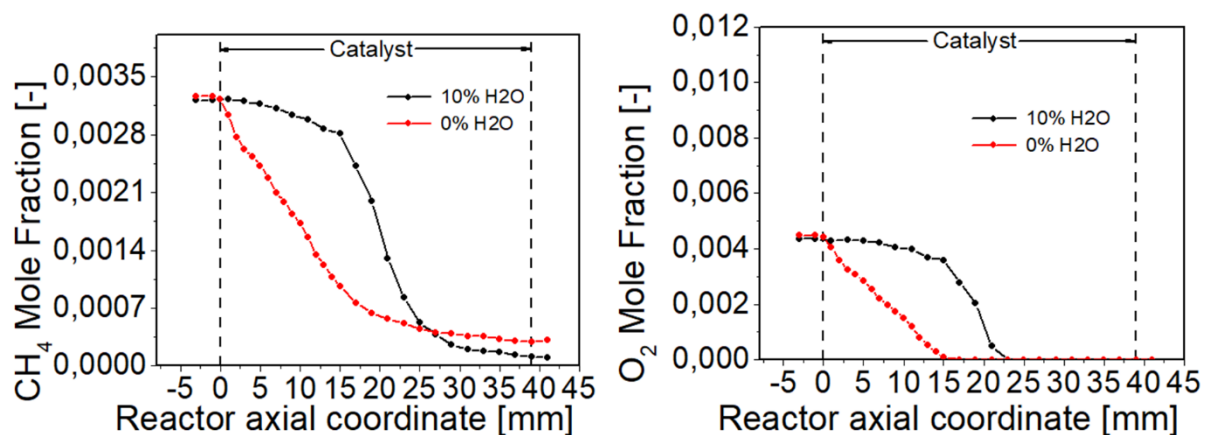 Catalyst
0,0035
0,0028
0,0021
0,0014
0,0007
0,0000
CH4 Mole Fraction [-]
10% H2O
0% H2O
-5 0 5 10 15 20 25 30 35 40 45
Reactor axial coordinate [mm]
Catalyst
0,012
0,010
0,008
0,006
0,004
0,002
0,000
O2 Mole Fraction [-]
10% H2O
0% H2O
-5 0 5 10 15 20 25 30 35 40 45
Reactor axial coordinate [mm]